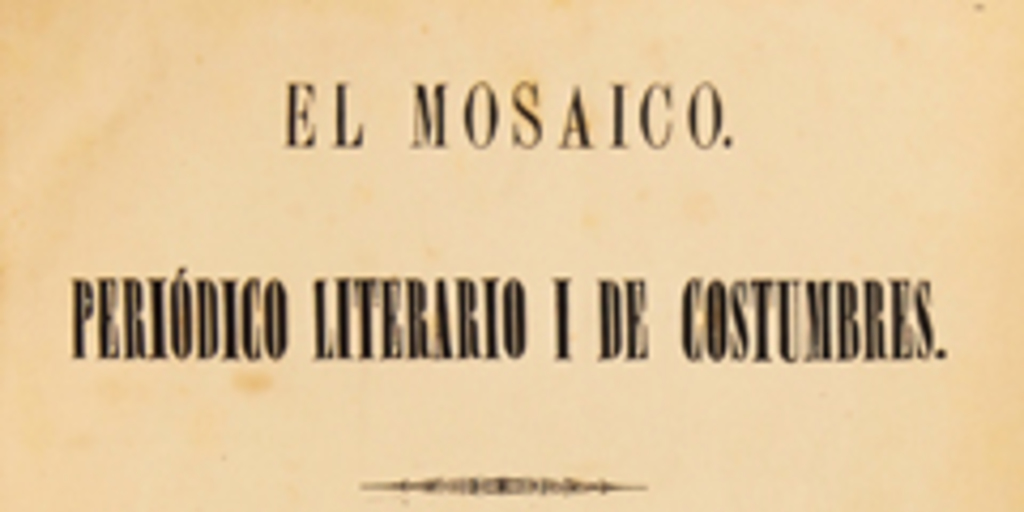 EL MOSAICO.
PERIÓDICO LITERARIO I DE COSTUMBRES.